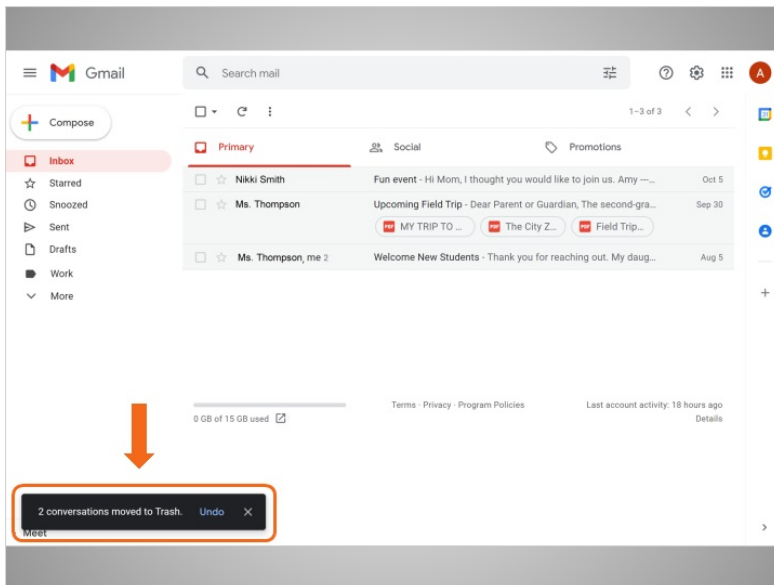 Gmail
Search mail
A
Compose
1–3 of 3
31
Primary
Social
Promotions
Inbox
Nikki Smith
Fun event - Hi Mom, I thought you would like to join us. Amy —...
Oct 5
Starred
Ms. Thompson
Upcoming Field Trip - Dear Parent or Guardian, The second-gra...
Sep 30
Snoozed
PDF MY TRIP TO ...
PDF The City Z...
PDF Field Trip...
Sent
Drafts
Ms. Thompson, me 2
Welcome New Students - Thank you for reaching out. My daug...
Aug 5
Work
More
Terms · Privacy · Program Policies
Last account activity: 18 hours ago
0 GB of 15 GB used
Details
2 conversations moved to Trash.
Undo
Meet